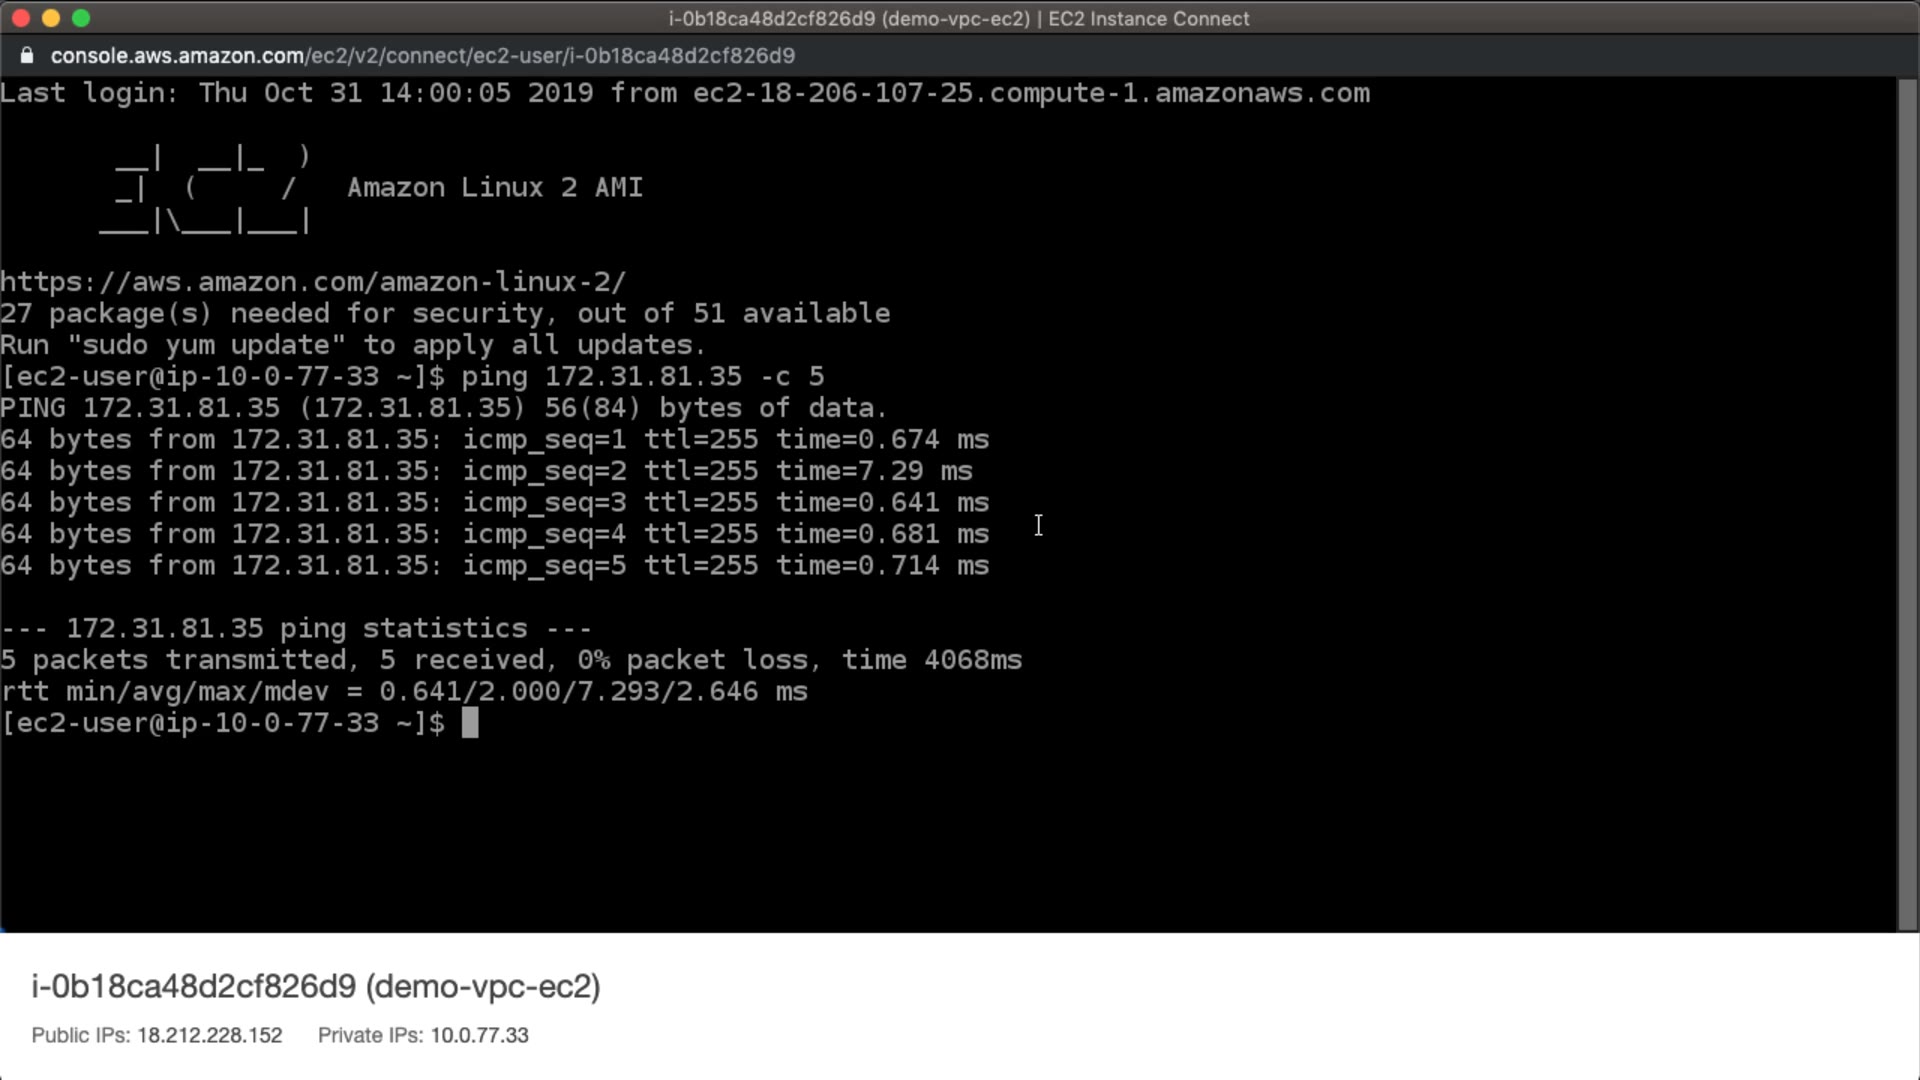 i-0b18ca48d2cf826d9 (demo-vpc-ec2) | EC2 Instance Connect
console.aws.amazon.com/ec2/v2/connect/ec2-user/i-0b18ca48d2cf826d9
Last login: Thu Oct 31 14:00:05 2019 from ec2-18-206-107-25.compute-1.amazonaws.com
       __|  __|_  )
       _|  (     /   Amazon Linux 2 AMI
      ___|\___|___|
https://aws.amazon.com/amazon-linux-2/
27 package(s) needed for security, out of 51 available
Run "sudo yum update" to apply all updates.
[ec2-user@ip-10-0-77-33 ~]$ ping 172.31.81.35 -c 5
PING 172.31.81.35 (172.31.81.35) 56(84) bytes of data.
64 bytes from 172.31.81.35: icmp_seq=1 ttl=255 time=0.674 ms
64 bytes from 172.31.81.35: icmp_seq=2 ttl=255 time=7.29 ms
64 bytes from 172.31.81.35: icmp_seq=3 ttl=255 time=0.641 ms
64 bytes from 172.31.81.35: icmp_seq=4 ttl=255 time=0.681 ms
64 bytes from 172.31.81.35: icmp_seq=5 ttl=255 time=0.714 ms
--- 172.31.81.35 ping statistics ---
5 packets transmitted, 5 received, 0% packet loss, time 4068ms
rtt min/avg/max/mdev = 0.641/2.000/7.293/2.646 ms
[ec2-user@ip-10-0-77-33 ~]$
i-0b18ca48d2cf826d9 (demo-vpc-ec2)
Public IPs: 18.212.228.152 Private IPs: 10.0.77.33